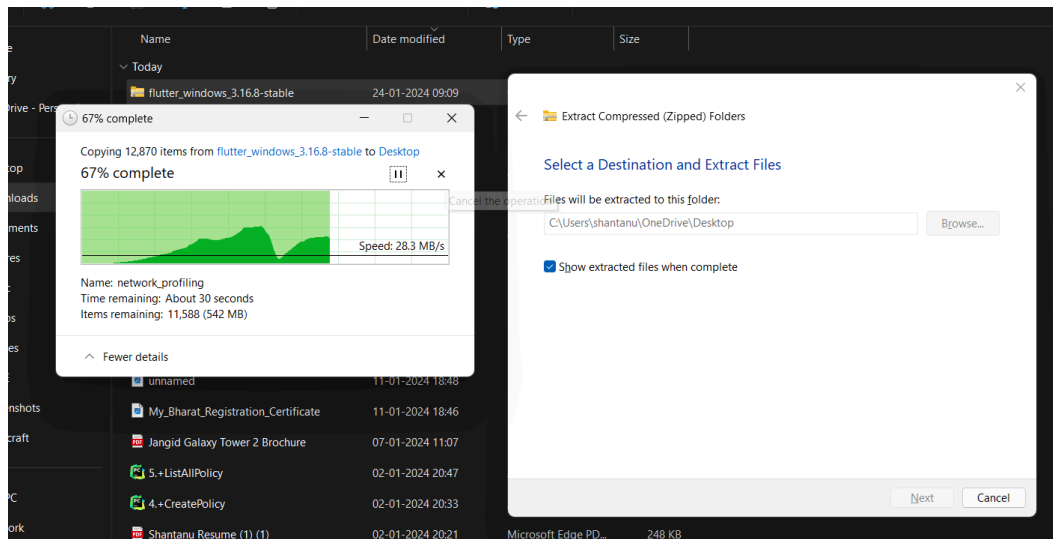 Name Date modified Type Size
Today
flutter_windows_3.16.8-stable 24-01-2024 09:09
67% complete
Copying 12,870 items from flutter_windows_3.16.8-stable to Desktop
67% complete
Cancel the operation
Speed: 28.3 MB/s
Name: network_profiling
Time remaining: About 30 seconds
Items remaining: 11,588 (542 MB)
Fewer details
Extract Compressed (Zipped) Folders
Select a Destination and Extract Files
Files will be extracted to this folder:
C:\Users\shantanu\OneDrive\Desktop
Browse...
Show extracted files when complete
Next Cancel
unnamed 11-01-2024 18:48
My_Bharat_Registration_Certificate 11-01-2024 18:46
PDF Jangid Galaxy Tower 2 Brochure 07-01-2024 11:07
PC 5.+ListAllPolicy 02-01-2024 20:47
PC 4.+CreatePolicy 02-01-2024 20:33
PDF Shantanu Resume (1) (1) 02-01-2024 20:21 Microsoft Edge PD... 248 KB